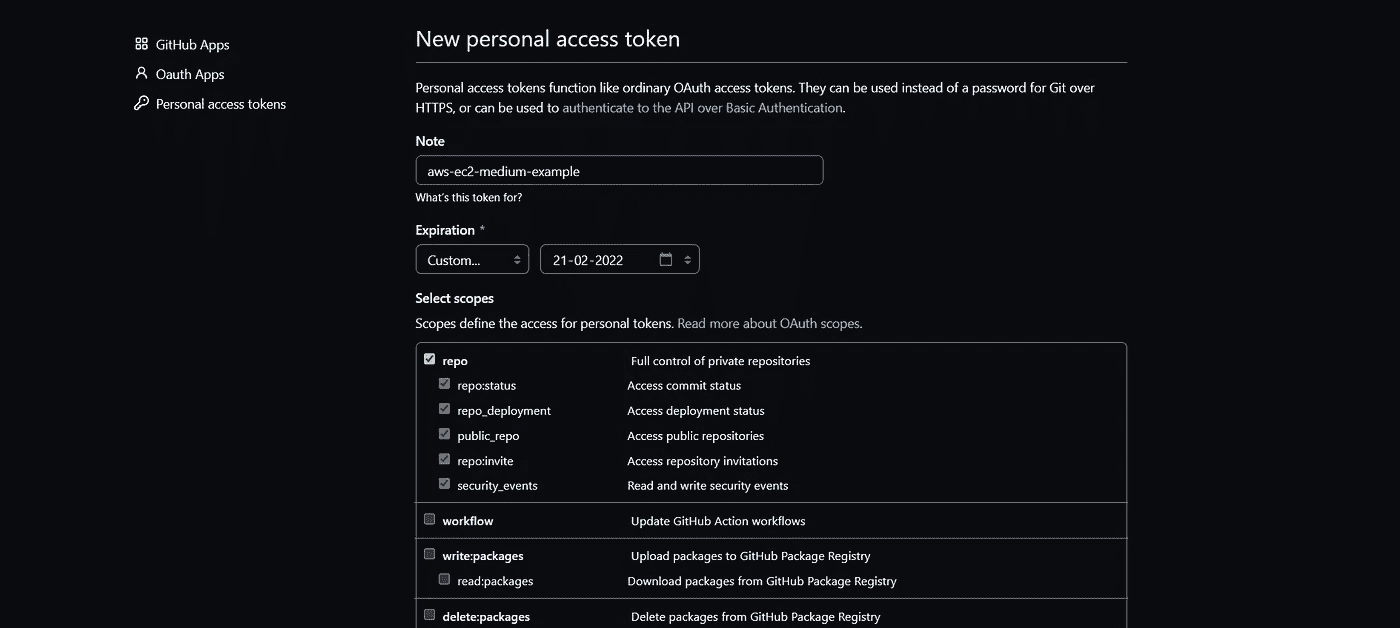 GitHub Apps
Oauth Apps
Personal access tokens
New personal access token
Personal access tokens function like ordinary OAuth access tokens. They can be used instead of a password for Git over
HTTPS, or can be used to authenticate to the API over Basic Authentication.
Note
aws-ec2-medium-example
What's this token for?
Expiration *
Custom... 21-02-2022
Select scopes
Scopes define the access for personal tokens. Read more about OAuth scopes.
repo Full control of private repositories
repo:status Access commit status
repo_deployment Access deployment status
public_repo Access public repositories
repo:invite Access repository invitations
security_events Read and write security events
workflow Update GitHub Action workflows
write:packages Upload packages to GitHub Package Registry
read:packages Download packages from GitHub Package Registry
delete:packages Delete packages from GitHub Package Registry